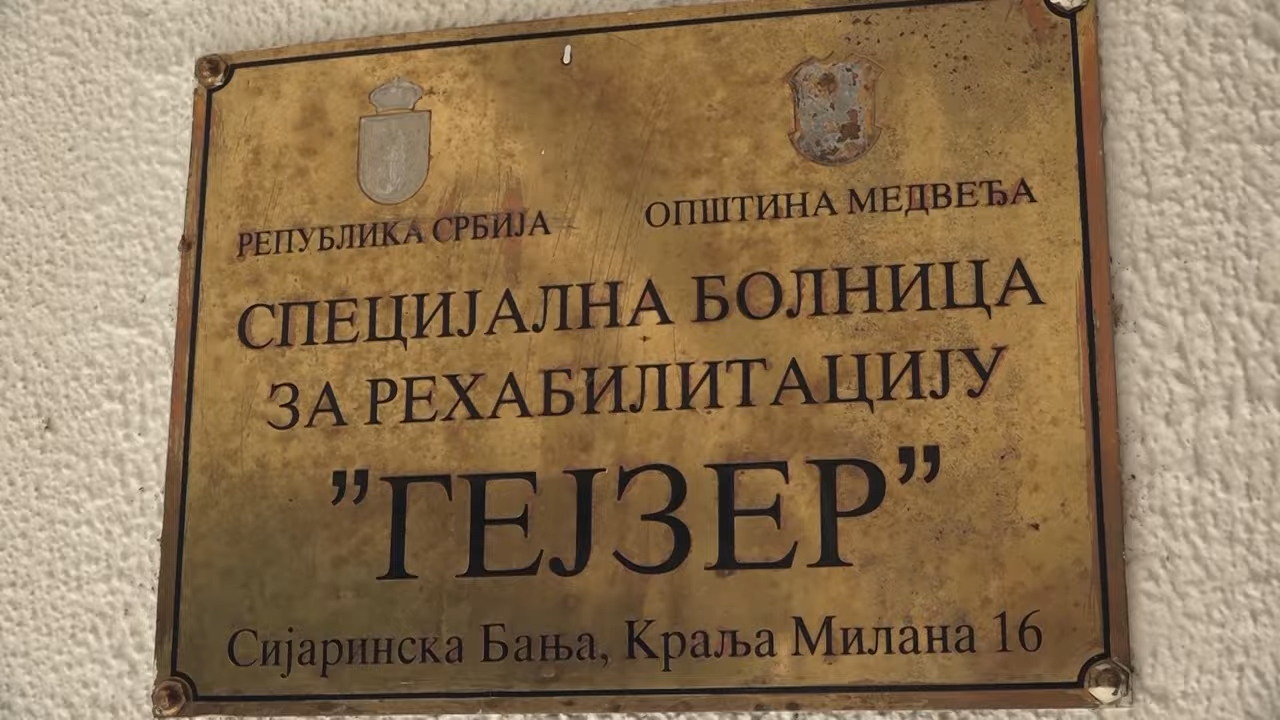 РЕПУБЛИКА СРБИЈА
ОПШТИНА МЕДВЕЂА
СПЕЦИЈАЛНА БОЛНИЦА
ЗА РЕХАБИЛИТАЦИЈУ
”ГЕЈЗЕР”
Сијаринска Бања, Краља Милана 16